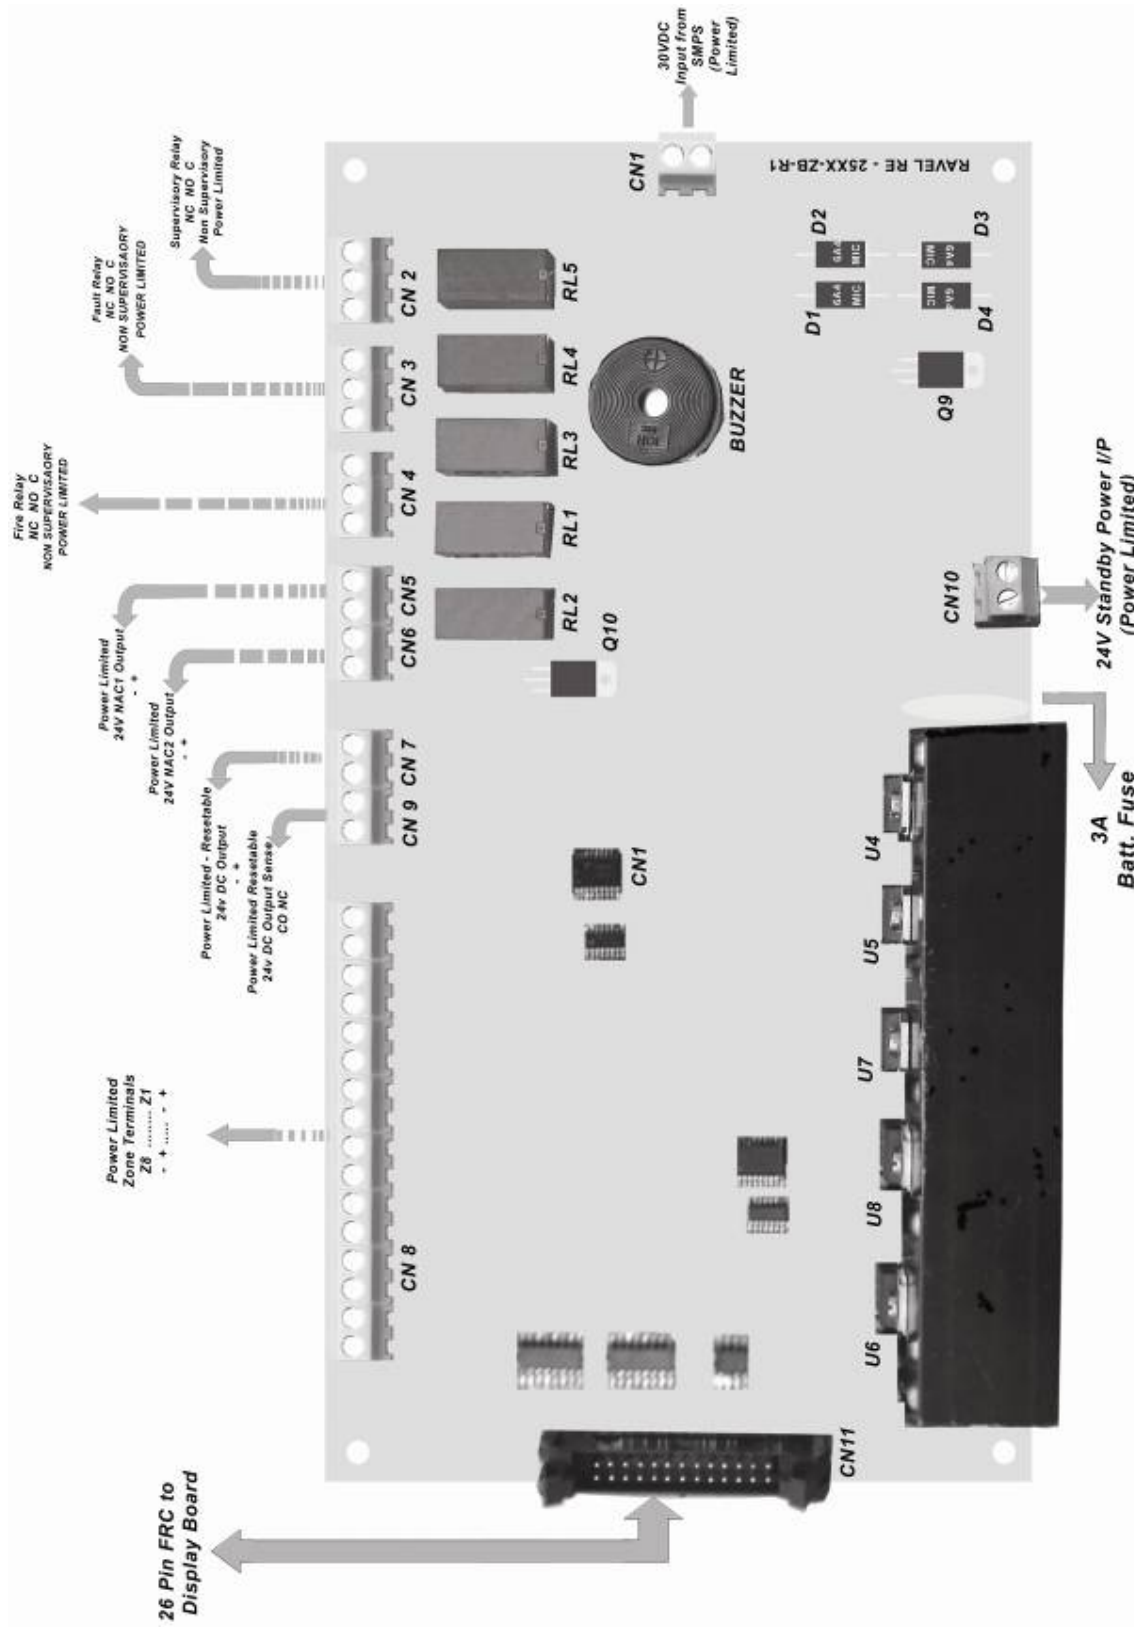 26 Pin FRC to
Display Board
Power Limited
Zone Terminals
Z8 ........ Z1
- + ..... - +
Power Limited Resetable
24v DC Output Sense
CO NC
Power Limited - Resetable
24v DC Output
- +
Power Limited
24V NAC2 Output
- +
Power Limited
24V NAC1 Output
- +
Fire Relay
NC NO C
NON SUPERVISAORY
POWER LIMITED
Fault Relay
NC NO C
NON SUPERVISAORY
POWER LIMITED
Supervisory Relay
NC NO C
Non Supervisory
Power Limited
30VDC
Input from
SMPS
(Power
Limited)
CN 8
CN 9
CN 7
CN6
CN5
CN 4
CN 3
CN 2
CN1
RL2
RL1
RL3
RL4
RL5
Q10
BUZZER
CN1
RAVEL RE - 25XX-ZB-R1
D1
D2
D4
D3
6A4
MIC
MIC
MIC
MIC
Q9
CN10
24V Standby Power I/P
(Power Limited)
3A
Batt. Fuse
CN11
U6
U8
U7
U5
U4